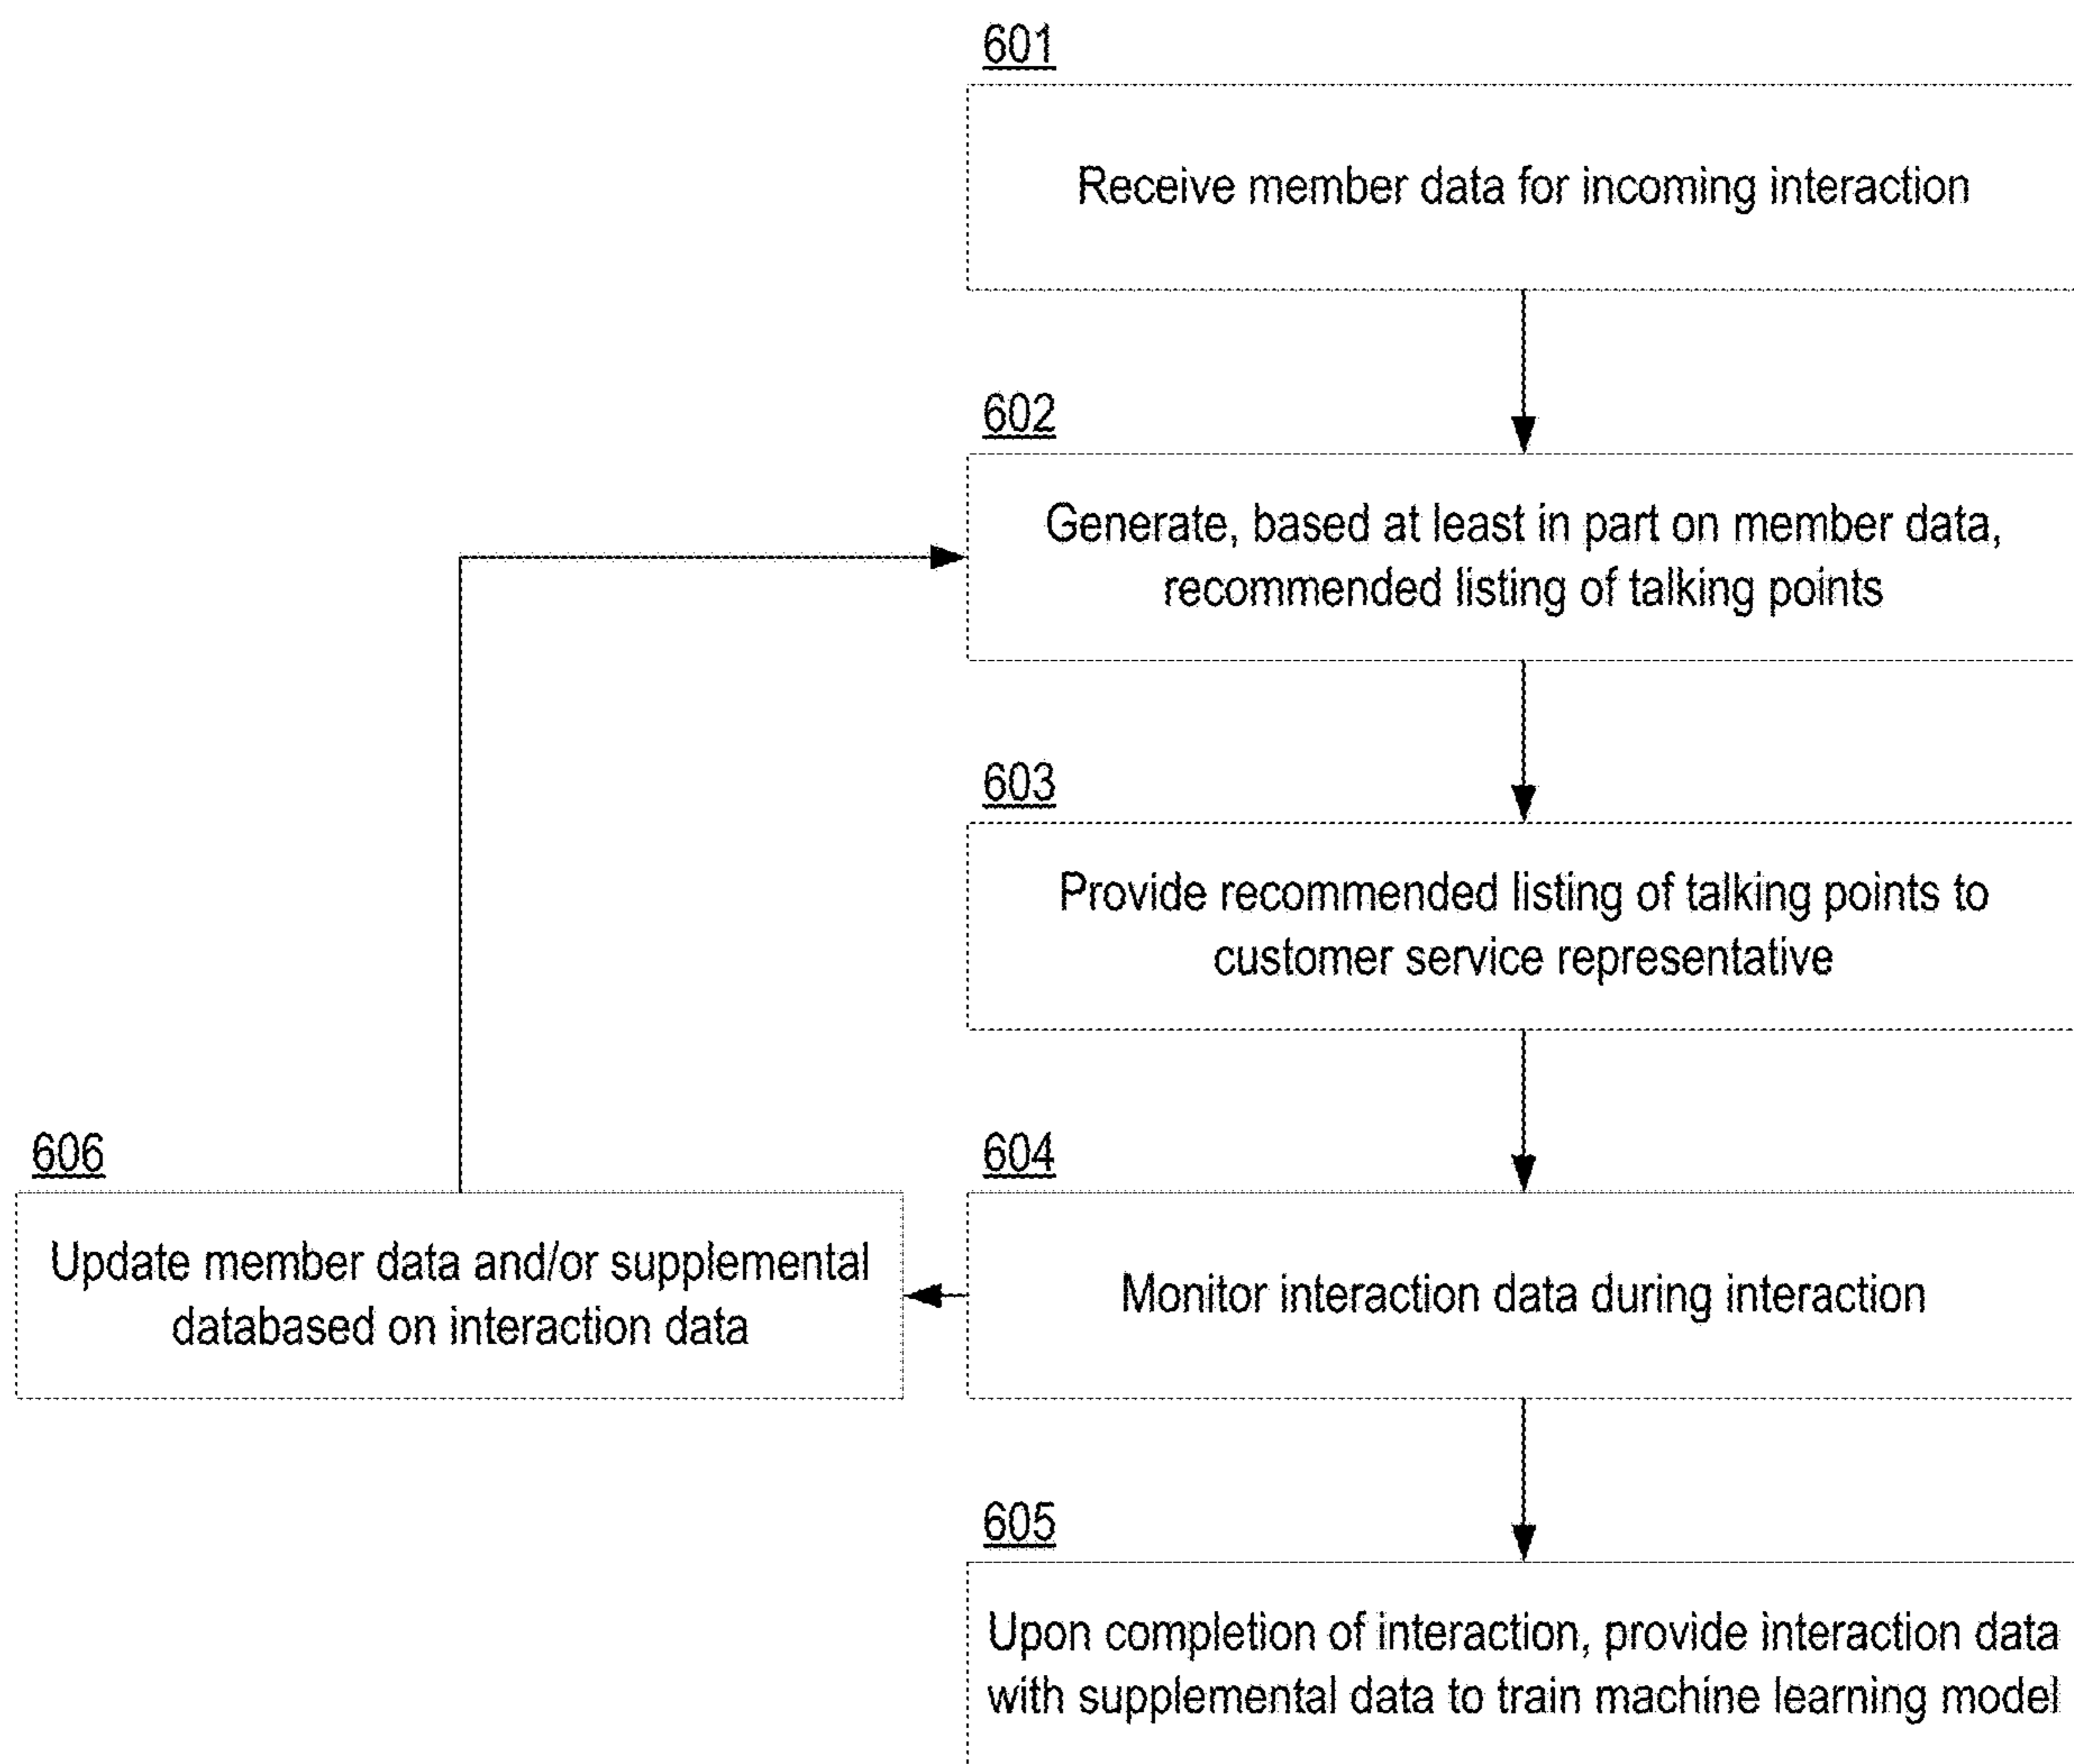 601
Receive member data for incoming interaction
602
Generate, based at least in part on member data,
recommended listing of talking points
603
Provide recommended listing of talking points to
customer service representative
606
Update member data and/or supplemental
databased on interaction data
604
Monitor interaction data during interaction
605
Upon completion of interaction, provide interaction data
with supplemental data to train machine learning model